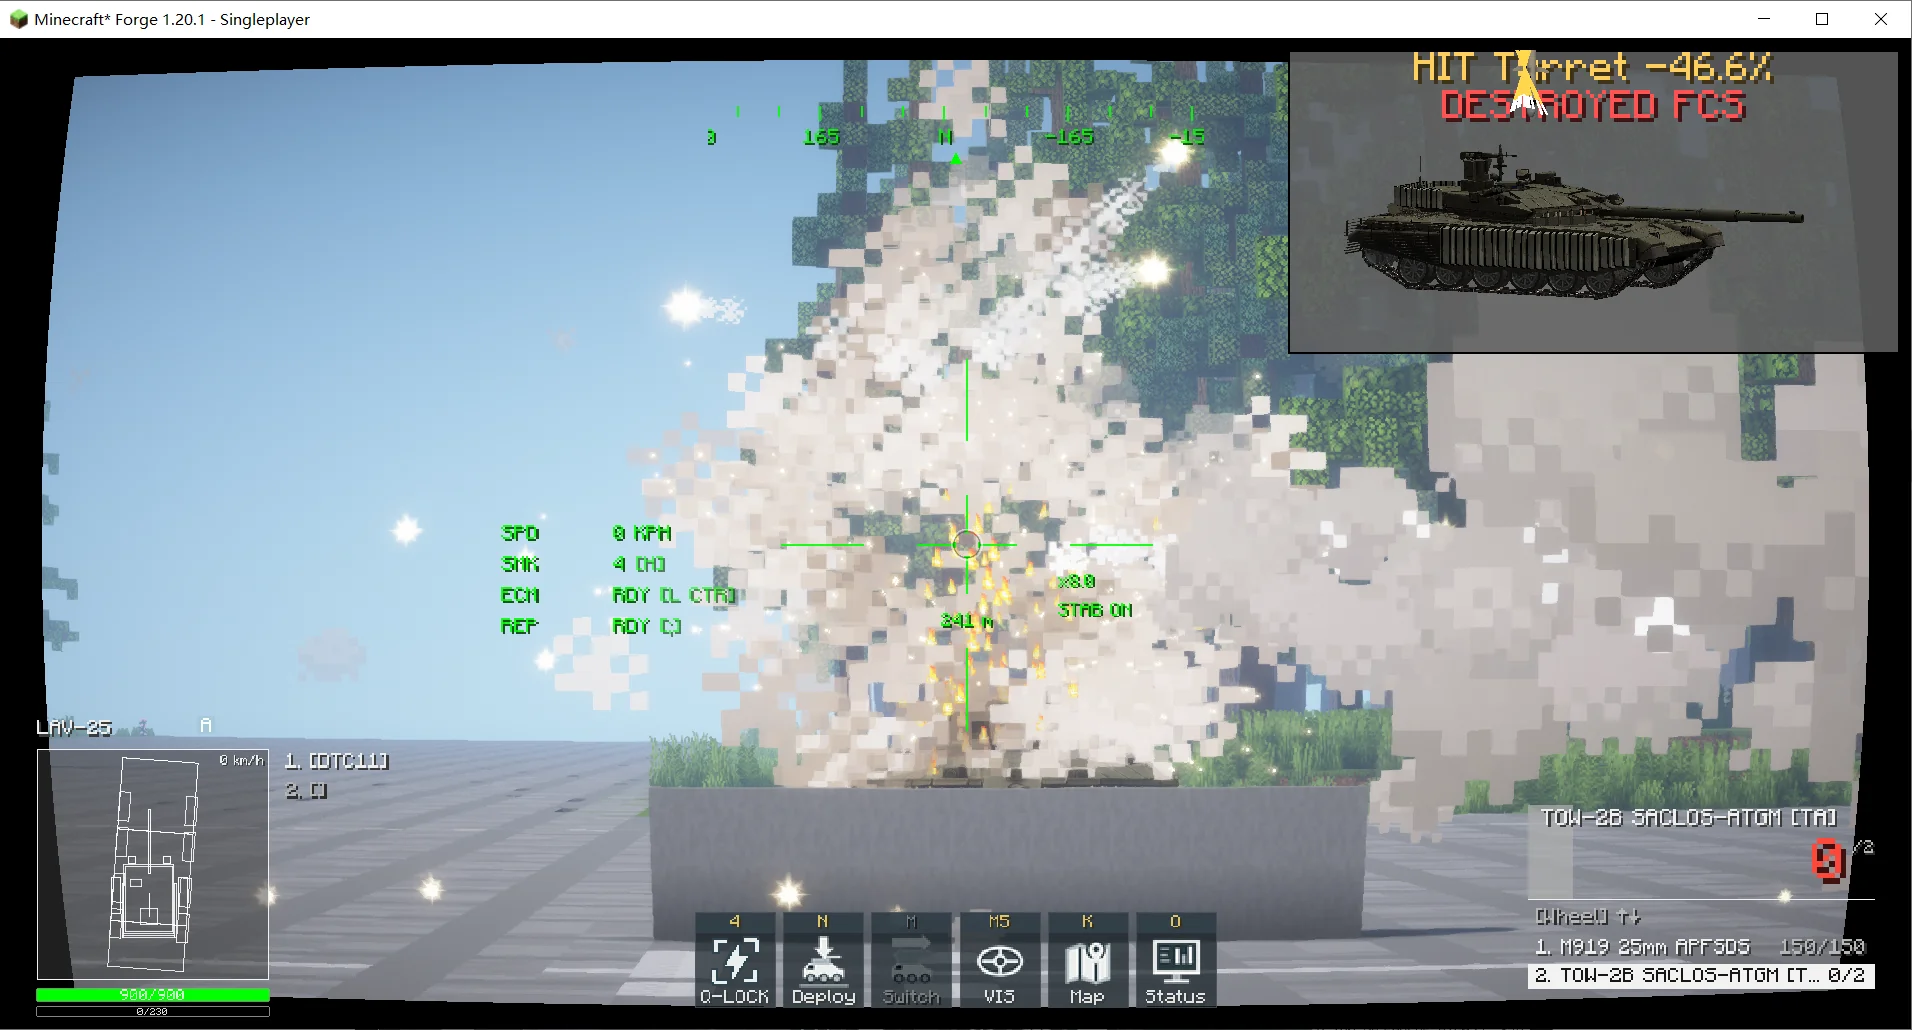 Minecraft* Forge 1.20.1 - Singleplayer
HIT Turret -46.6%
DESTROYED FCS
165 N -165 -15
SPD 0 KPH
SMK 4 [H]
ECM RDY [L CTR]
REP RDY [;]
x8.0
STAB ON
241 m
LAV-25 A
0 km/h
1. [DTC11]
2. []
900/900
0/230
4 N M M5 K O
Q-LOCK Deploy Switch VIS Map Status
TOW-2B SACLOS-ATGM [TA]
0/2
[Wheel] ↑↓
1. M919 25mm APFSDS 150/150
2. TOW-2B SACLOS-ATGM [T... 0/2